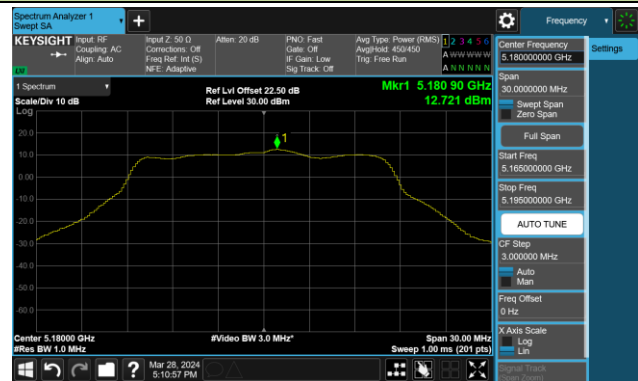 Spectrum Analyzer 1
Swept SA
Frequency
KEYSIGHT
Input: RF
Coupling: AC
Align: Auto
Input Z: 50 Ω
Corrections: Off
Freq Ref: Int (S)
NFE: Adaptive
Atten: 20 dB
PNO: Fast
Gate: Off
IF Gain: Low
Sig Track: Off
Avg Type: Power (RMS)
Avg|Hold: 450/450
Trig: Free Run
1 2 3 4 5 6
A W W W W W
A N N N N N
1 Spectrum
Scale/Div 10 dB
Log
Ref Lvl Offset 22.50 dB
Ref Level 30.00 dBm
Mkr1 5.180 90 GHz
12.721 dBm
1
20.0
10.0
0.00
-10.0
-20.0
-30.0
-40.0
-50.0
-60.0
Center 5.18000 GHz
#Res BW 1.0 MHz
#Video BW 3.0 MHz*
Span 30.00 MHz
Sweep 1.00 ms (201 pts)
Mar 28, 2024
5:10:57 PM
Center Frequency
5.180000000 GHz
Settings
Span
30.0000000 MHz
Swept Span
Zero Span
Full Span
Start Freq
5.165000000 GHz
Stop Freq
5.195000000 GHz
AUTO TUNE
CF Step
3.000000 MHz
Auto
Man
Freq Offset
0 Hz
X Axis Scale
Log
Lin
Signal Track
(Span Zoom)